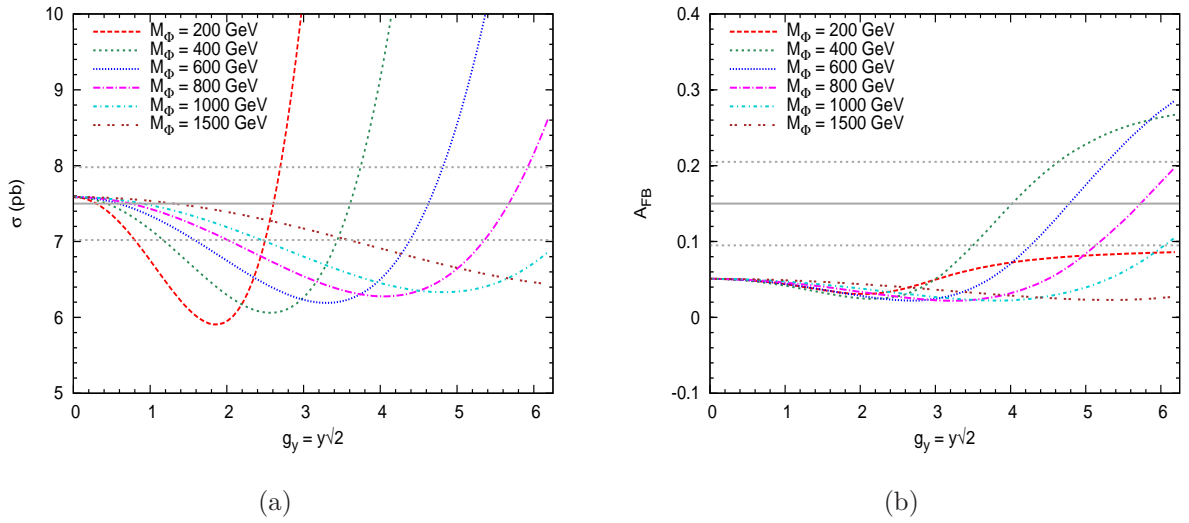 10
9
8
7
6
5
σ (pb)
0 1 2 3 4 5 6
g_y = y√2
M_Φ = 200 GeV
M_Φ = 400 GeV
M_Φ = 600 GeV
M_Φ = 800 GeV
M_Φ = 1000 GeV
M_Φ = 1500 GeV
(a)
0.4
0.3
0.2
0.1
0
-0.1
A_FB
0 1 2 3 4 5 6
g_y = y√2
M_Φ = 200 GeV
M_Φ = 400 GeV
M_Φ = 600 GeV
M_Φ = 800 GeV
M_Φ = 1000 GeV
M_Φ = 1500 GeV
(b)